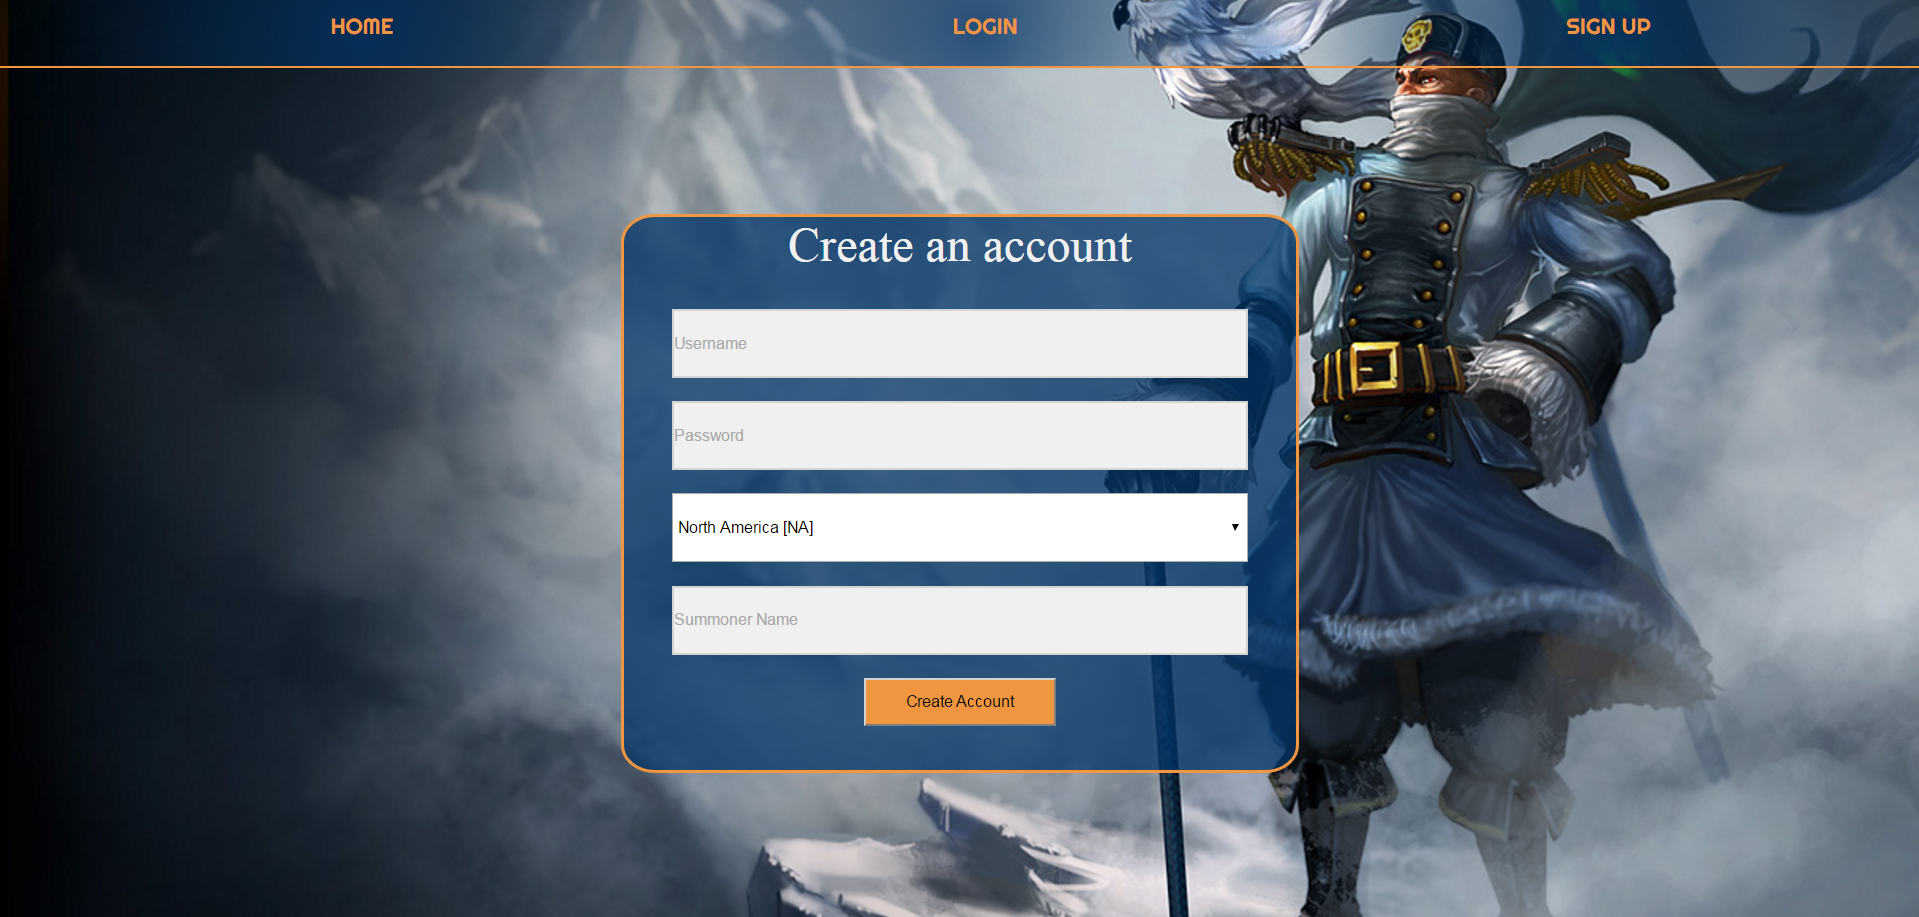 HOME LOGIN SIGN UP
Create an account
Username
Password
North America [NA]
Summoner Name
Create Account